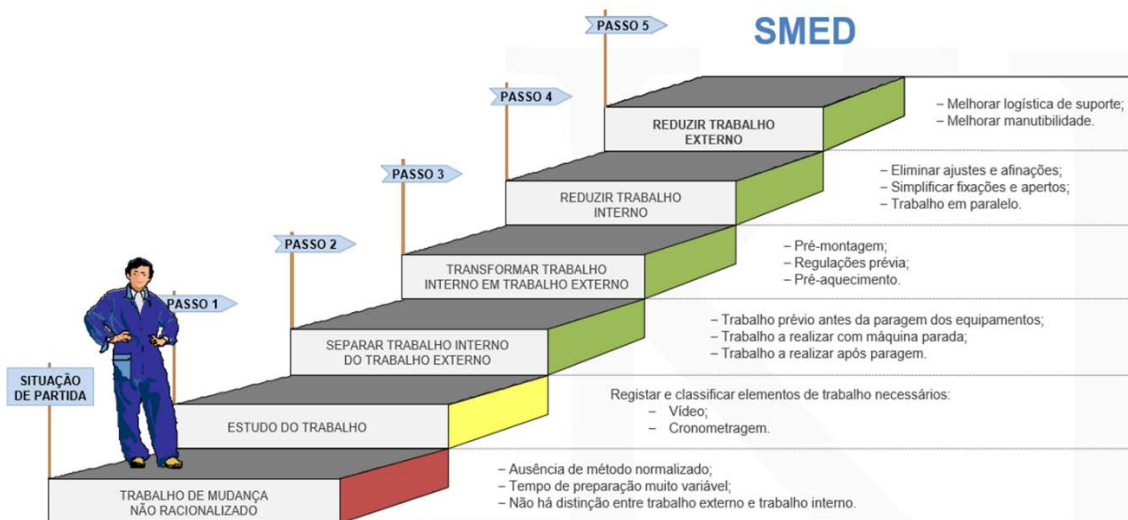 SMED
PASSO 5
– Melhorar logística de suporte;
– Melhorar manutibilidade.
REDUZIR TRABALHO
EXTERNO
PASSO 4
– Eliminar ajustes e afinações;
– Simplificar fixações e apertos;
– Trabalho em paralelo.
REDUZIR TRABALHO
INTERNO
PASSO 3
– Pré-montagem;
– Regulações prévia;
– Pré-aquecimento.
TRANSFORMAR TRABALHO
INTERNO EM TRABALHO EXTERNO
PASSO 2
– Trabalho prévio antes da paragem dos equipamentos;
– Trabalho a realizar com máquina parada;
– Trabalho a realizar após paragem.
SEPARAR TRABALHO INTERNO
DO TRABALHO EXTERNO
PASSO 1
Registar e classificar elementos de trabalho necessários:
– Vídeo;
– Cronometragem.
ESTUDO DO TRABALHO
SITUAÇÃO
DE PARTIDA
– Ausência de método normalizado;
– Tempo de preparação muito variável;
– Não há distinção entre trabalho externo e trabalho interno.
TRABALHO DE MUDANÇA
NÃO RACIONALIZADO